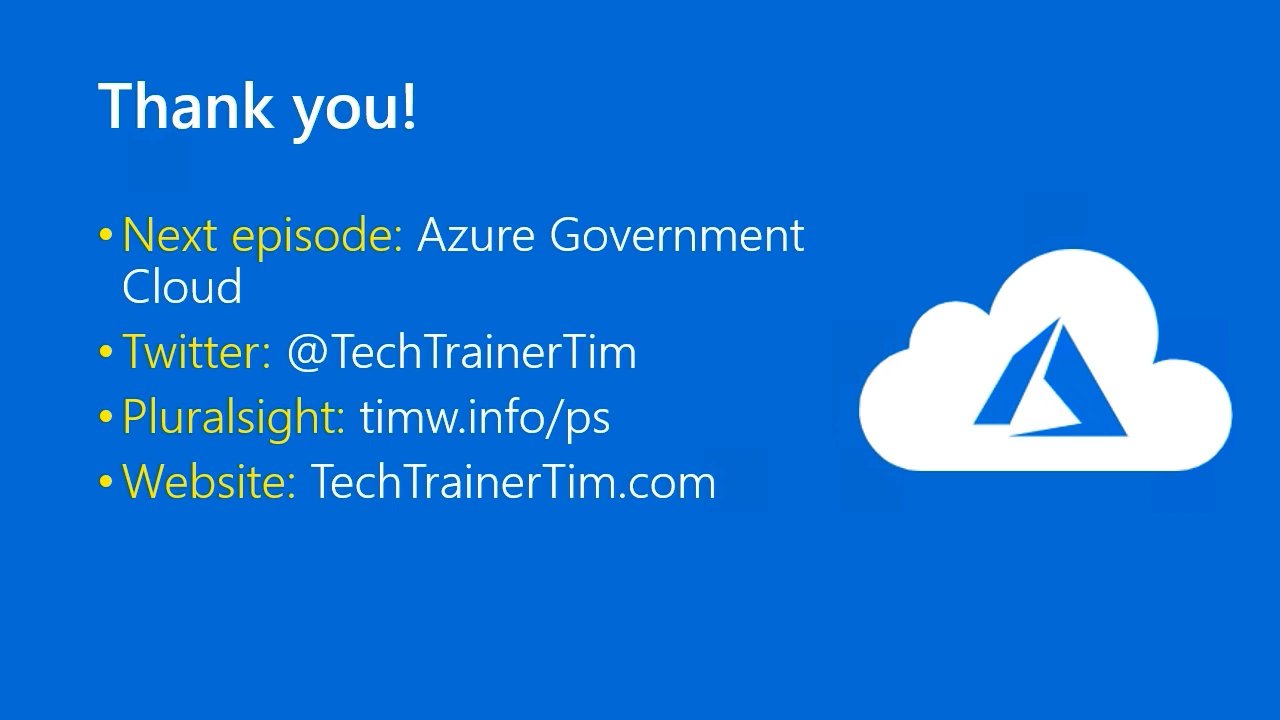 Thank you!
• Next episode: Azure Government
Cloud
• Twitter: @TechTrainerTim
• Pluralsight: timw.info/ps
• Website: TechTrainerTim.com